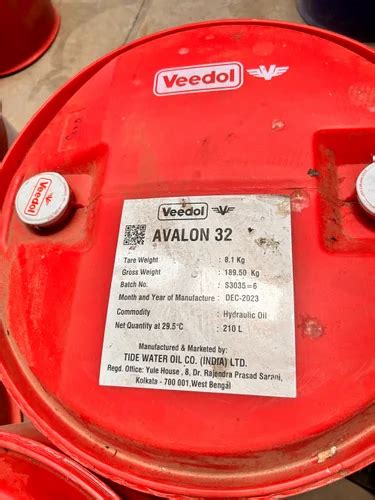 Veedol
Veedol
Veedol
AVALON 32
Tare Weight : 8.1 Kg
Gross Weight : 189.50 Kg
Batch No. : S3035=6
Month and Year of Manufacture : DEC-2023
Commodity : Hydraulic Oil
Net Quantity at 29.5°C : 210 L
Manufactured & Marketed by:
TIDE WATER OIL CO. (INDIA) LTD.
Regd. Office: Yule House , 8, Dr. Rajendra Prasad Sarani,
Kolkata - 700 001,West Bengal